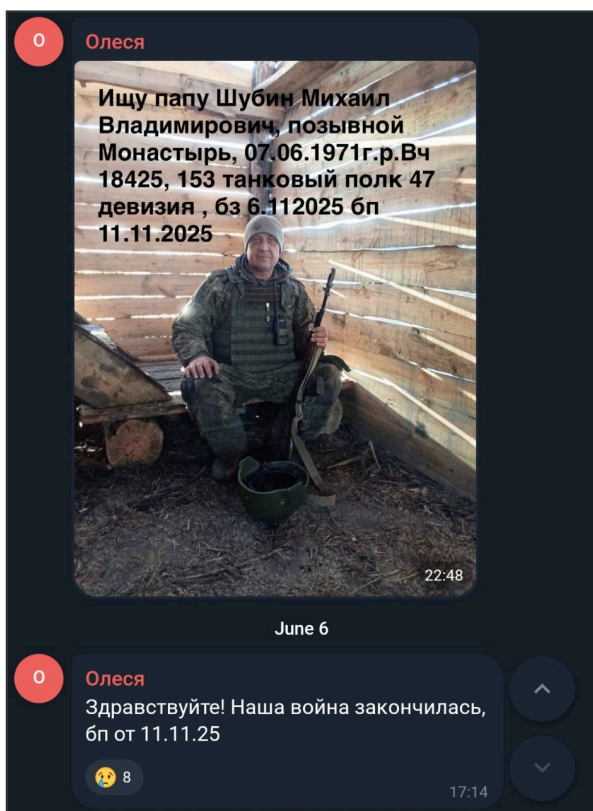 О
Олеся
Ищу папу Шубин Михаил
Владимирович, позывной
Монастырь, 07.06.1971г.р.Вч
18425, 153 танковый полк 47
девизия , бз 6.112025 бп
11.11.2025
22:48
June 6
О
Олеся
Здравствуйте! Наша война закончилась,
бп от 11.11.25
😢 8
17:14